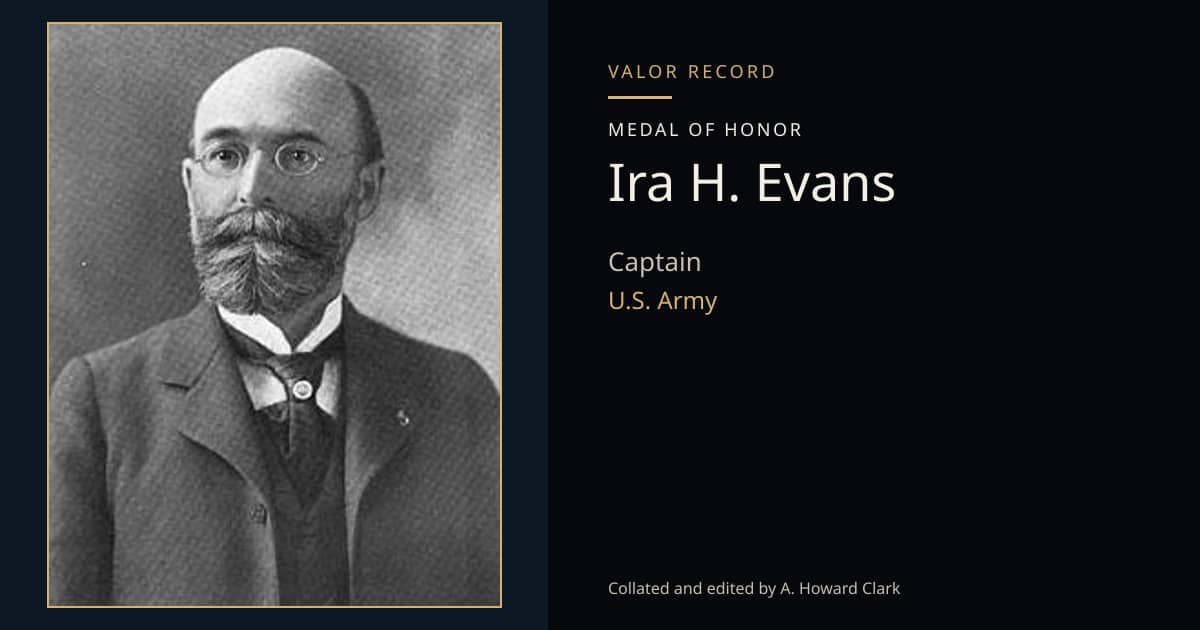 VALOR RECORD
MEDAL OF HONOR
Ira H. Evans
Captain
U.S. Army
Collated and edited by A. Howard Clark